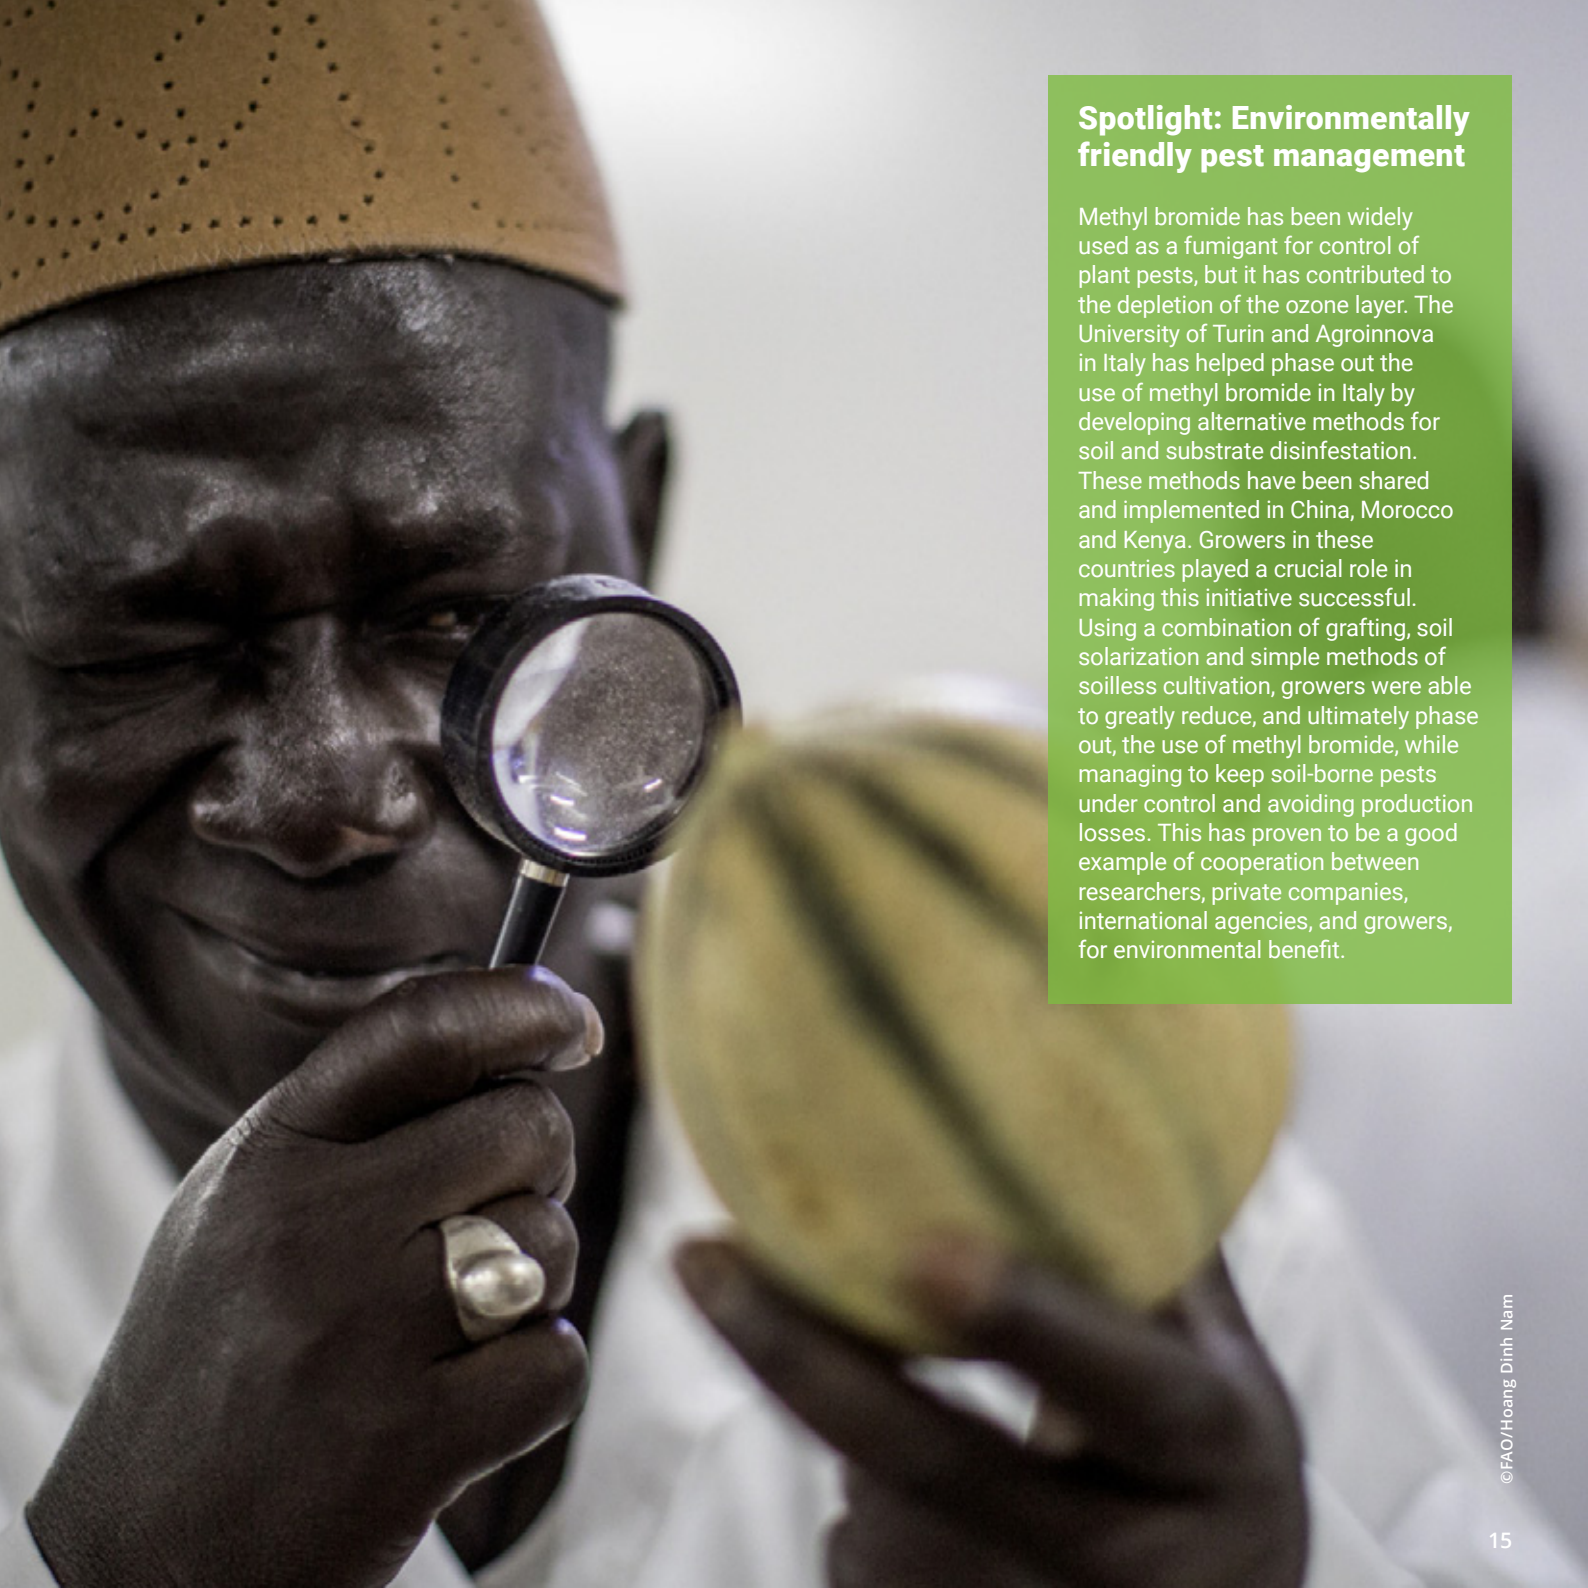 Spotlight: Environmentally
friendly pest management
Methyl bromide has been widely
used as a fumigant for control of
plant pests, but it has contributed to
the depletion of the ozone layer. The
University of Turin and Agroinnova
in Italy has helped phase out the
use of methyl bromide in Italy by
developing alternative methods for
soil and substrate disinfestation.
These methods have been shared
and implemented in China, Morocco
and Kenya. Growers in these
countries played a crucial role in
making this initiative successful.
Using a combination of grafting, soil
solarization and simple methods of
soilless cultivation, growers were able
to greatly reduce, and ultimately phase
out, the use of methyl bromide, while
managing to keep soil-borne pests
under control and avoiding production
losses. This has proven to be a good
example of cooperation between
researchers, private companies,
international agencies, and growers,
for environmental benefit.
©FAO/Hoang Dinh Nam
15